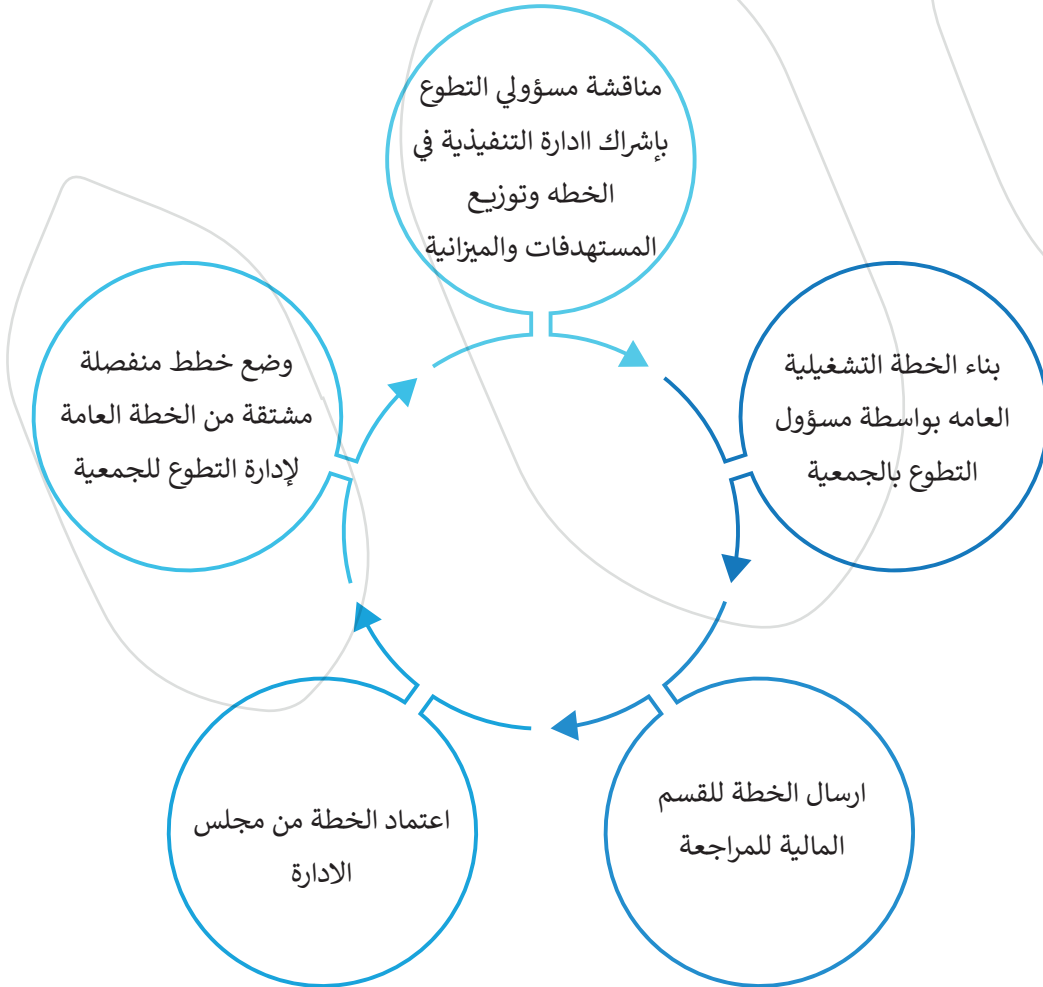 مناقشة مسؤولي التطوع
بإشراك اادارة التنفيذية في
الخطه وتوزيع
المستهدفات والميزانية
بناء الخطة التشغيلية
العامه بواسطة مسؤول
التطوع بالجمعية
ارسال الخطة للقسم
المالية للمراجعة
اعتماد الخطة من مجلس
الادارة
وضع خطط منفصلة
مشتقة من الخطة العامة
لإدارة التطوع للجمعية